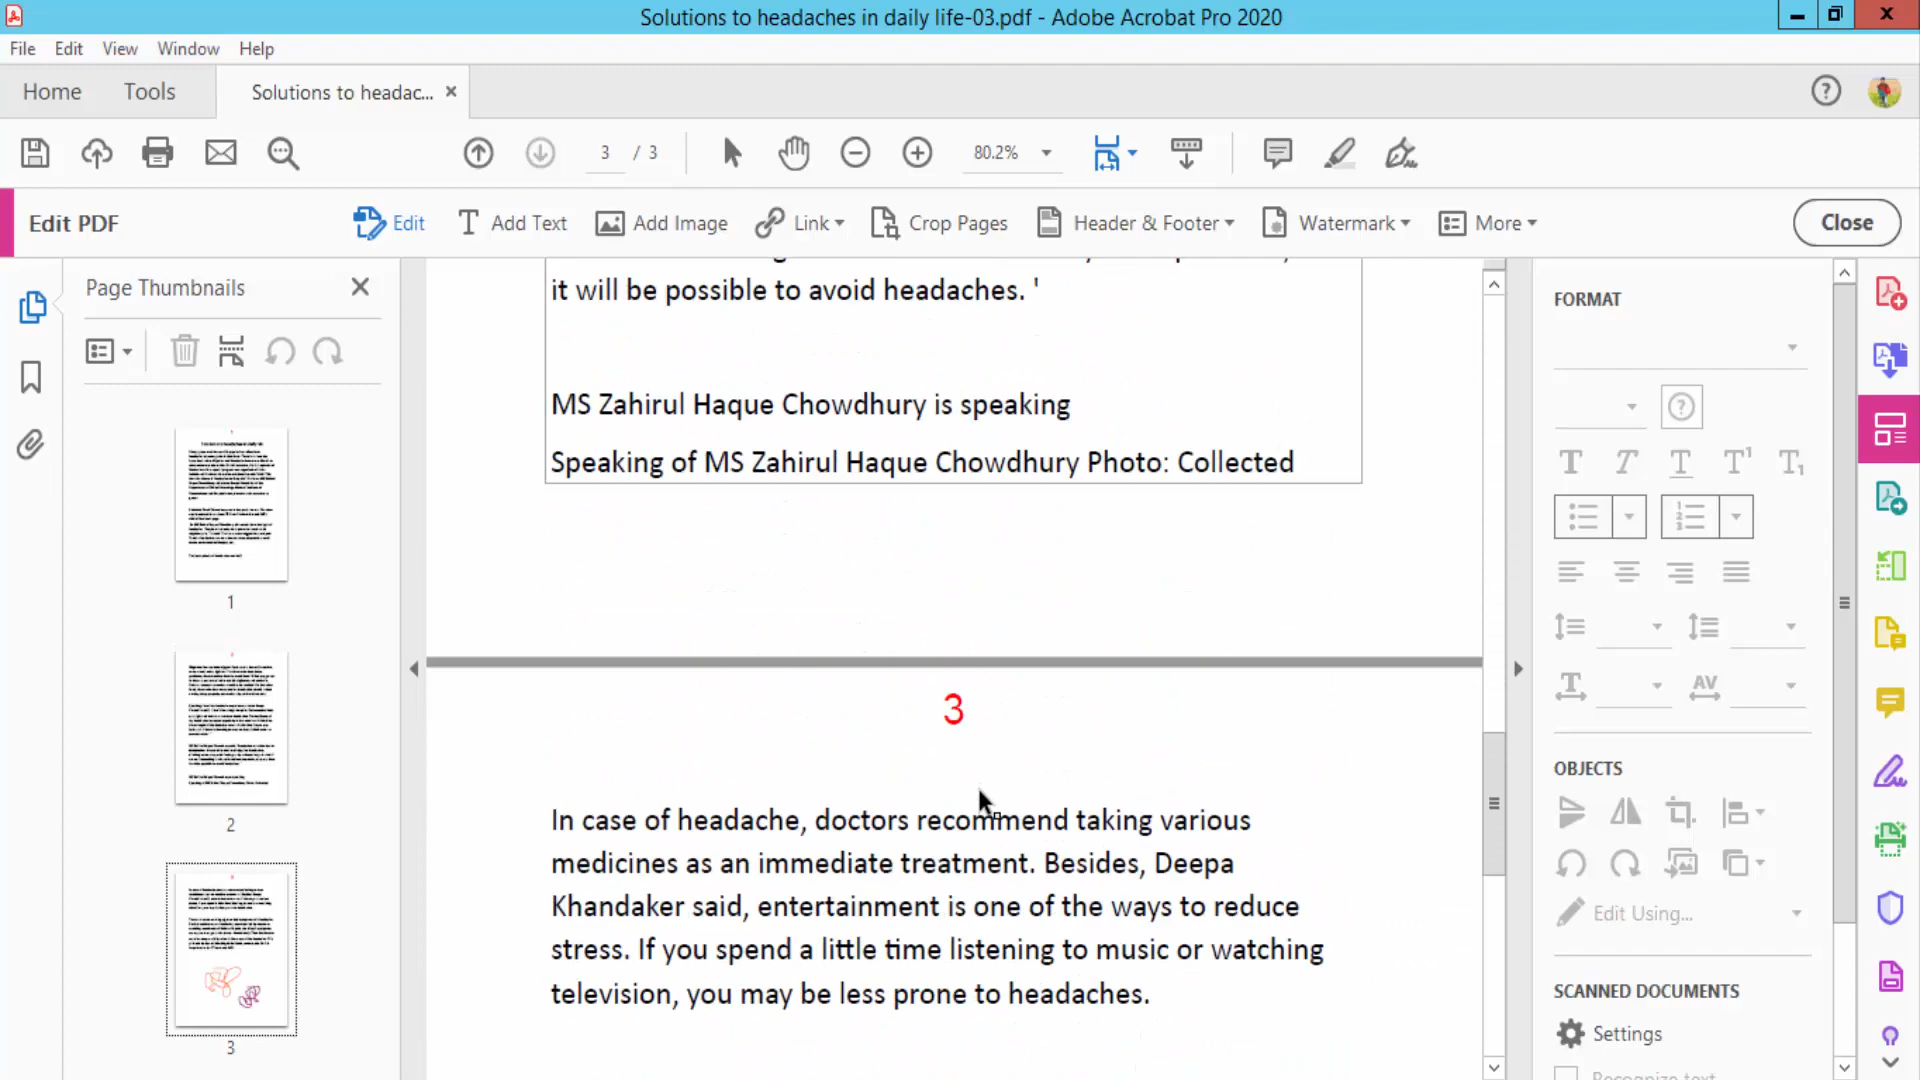 Solutions to headaches in daily life-03.pdf - Adobe Acrobat Pro 2020
File Edit View Window Help
Home Tools Solutions to headac... ×
3 / 3 80.2%
Edit PDF Edit Add Text Add Image Link Crop Pages Header & Footer Watermark More Close
Page Thumbnails
1
2
3
it will be possible to avoid headaches. '
MS Zahirul Haque Chowdhury is speaking
Speaking of MS Zahirul Haque Chowdhury Photo: Collected
3
In case of headache, doctors recommend taking various
medicines as an immediate treatment. Besides, Deepa
Khandaker said, entertainment is one of the ways to reduce
stress. If you spend a little time listening to music or watching
television, you may be less prone to headaches.
FORMAT
OBJECTS
Edit Using...
SCANNED DOCUMENTS
Settings
Recognize text